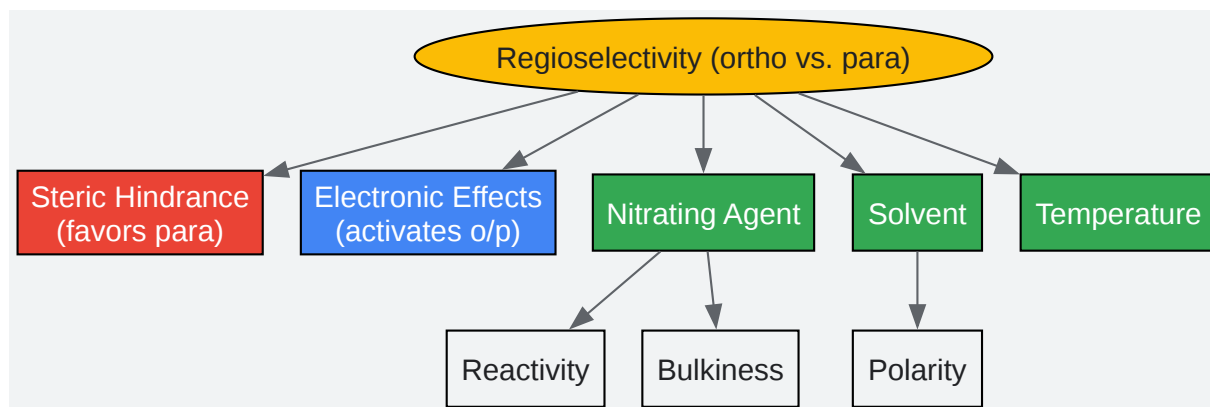 Regioselectivity (ortho vs. para)
Steric Hindrance
(favors para)
Electronic Effects
(activates o/p)
Nitrating Agent
Solvent
Temperature
Reactivity
Bulkiness
Polarity